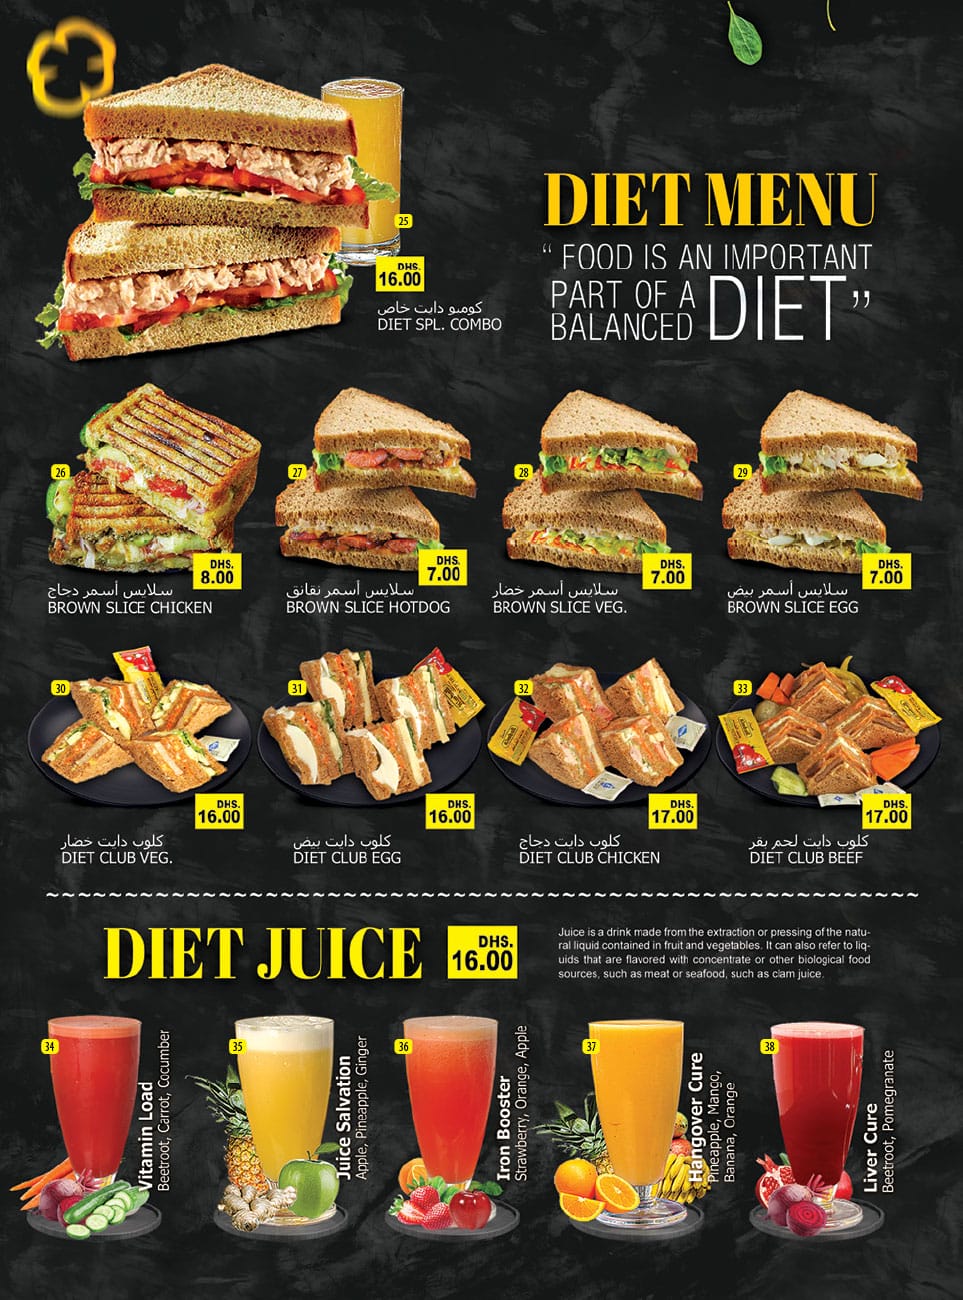 DIET MENU
“ FOOD IS AN IMPORTANT
PART OF A
BALANCED DIET ”
25
DHS.
16.00
كومبو دايت خاص
DIET SPL. COMBO
26
DHS.
8.00
سلايس أسمر دجاج
BROWN SLICE CHICKEN
27
DHS.
7.00
سلايس أسمر نقانق
BROWN SLICE HOTDOG
28
DHS.
7.00
سلايس أسمر خضار
BROWN SLICE VEG.
29
DHS.
7.00
سلايس أسمر بيض
BROWN SLICE EGG
30
DHS.
16.00
كلوب دايت خضار
DIET CLUB VEG.
31
DHS.
16.00
كلوب دايت بيض
DIET CLUB EGG
32
DHS.
17.00
كلوب دايت دجاج
DIET CLUB CHICKEN
33
DHS.
17.00
كلوب دايت لحم بقر
DIET CLUB BEEF
DIET JUICE
DHS.
16.00
Juice is a drink made from the extraction or pressing of the natu-
ral liquid contained in fruit and vegetables. It can also refer to liq-
uids that are flavored with concentrate or other biological food
sources, such as meat or seafood, such as clam juice.
34
Vitamin Load
Beetroot, Carrot, Cocumber
35
Juice Salvation
Apple, Pineapple, Ginger
36
Iron Booster
Strawberry, Orange, Apple
37
Hangover Cure
Pineapple, Mango,
Banana, Orange
38
Liver Cure
Beetroot, Pomegranate